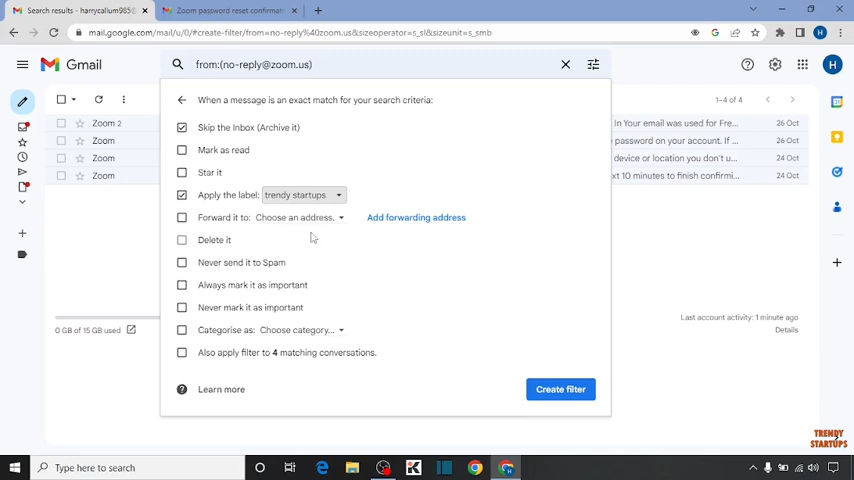 Search results - harrycallum985@
Zoom password reset confirmat
mail.google.com/mail/u/0/#create-filter/from=no-reply%40zoom.us&sizeoperator=s_sl&sizeunit=s_smb
H
Gmail
from:(no-reply@zoom.us)
H
When a message is an exact match for your search criteria:
1–4 of 4
Skip the Inbox (Archive it)
Mark as read
Star it
Apply the label: trendy startups
Forward it to: Choose an address. Add forwarding address
Delete it
Never send it to Spam
Always mark it as important
Never mark it as important
Categorise as: Choose category...
Also apply filter to 4 matching conversations.
Learn more
Create filter
Zoom 2
In Your email was used for Fre... 26 Oct
Zoom
password on your account. If ... 26 Oct
Zoom
device or location you don't u... 26 Oct
Zoom
ext 10 minutes to finish confirmi... 26 Oct
0 GB of 15 GB used
Last account activity: 1 minute ago
Details
TRENDY
STARTUPS
Type here to search